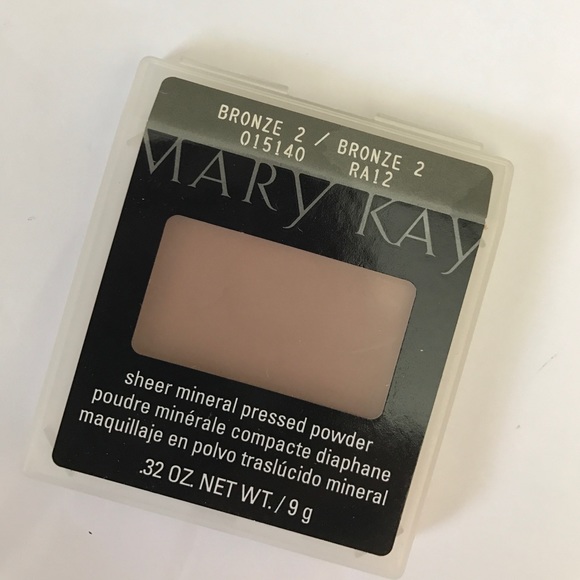 BRONZE 2 / BRONZE 2
015140 RA12
MARY KAY
sheer mineral pressed powder
poudre minérale compacte diaphane
maquillaje en polvo traslúcido mineral
.32 OZ. NET WT. / 9 g